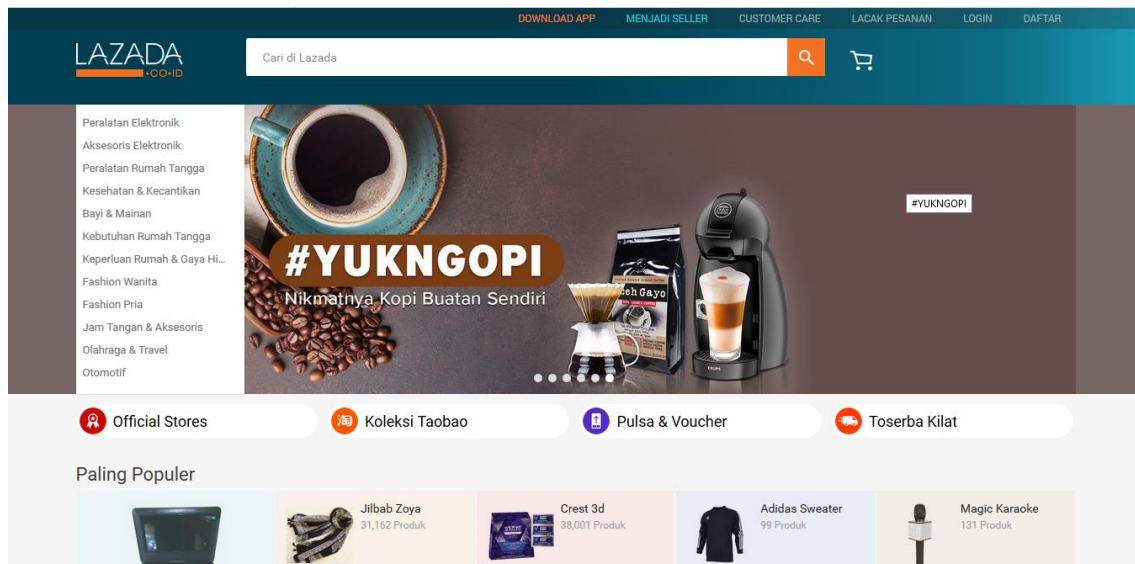 DOWNLOAD APP MENJADI SELLER CUSTOMER CARE LACAK PESANAN LOGIN DAFTAR
LAZADA
•CO•ID
Cari di Lazada
Peralatan Elektronik
Aksesoris Elektronik
Peralatan Rumah Tangga
Kesehatan & Kecantikan
Bayi & Mainan
Kebutuhan Rumah Tangga
Keperluan Rumah & Gaya Hi...
Fashion Wanita
Fashion Pria
Jam Tangan & Aksesoris
Olahraga & Travel
Otomotif
#YUKNGOPI
Nikmatnya Kopi Buatan Sendiri
eh Gayo
KRUPS
#YUKNGOPI
Official Stores
Koleksi Taobao
Pulsa & Voucher
Toserba Kilat
Paling Populer
Jilbab Zoya
31,162 Produk
Crest 3d
38,001 Produk
Adidas Sweater
99 Produk
Magic Karaoke
131 Produk